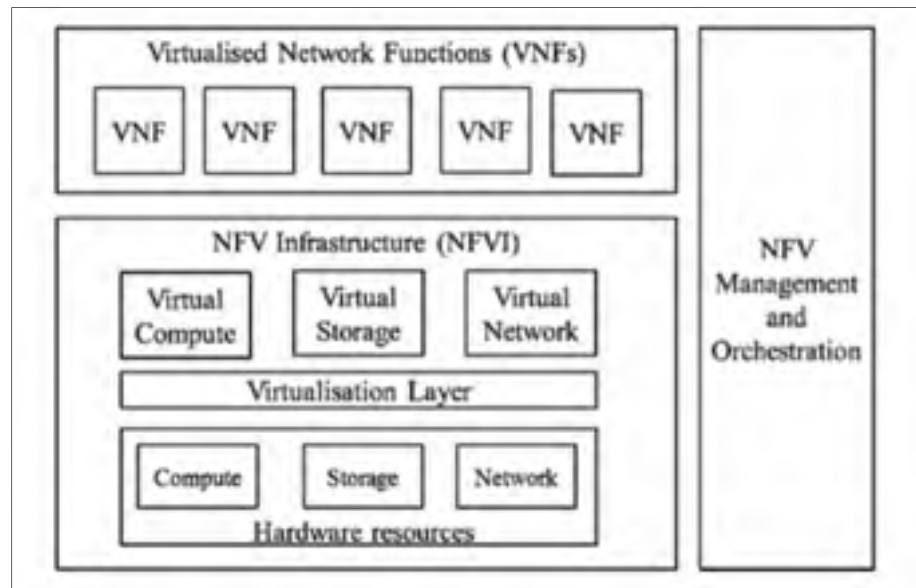 Virtualised Network Functions (VNFs)
VNF VNF VNF VNF VNF
NFV Infrastructure (NFVI)
Virtual Compute
Virtual Storage
Virtual Network
Virtualisation Layer
Compute Storage Network
Hardware resources
NFV
Management
and
Orchestration